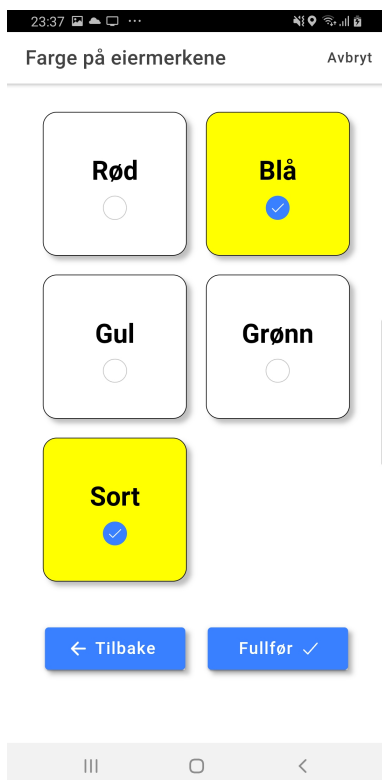 23:37
Farge på eiermerkene
Avbryt
Rød
Blå
Gul
Grønn
Sort
Tilbake
Fullfør